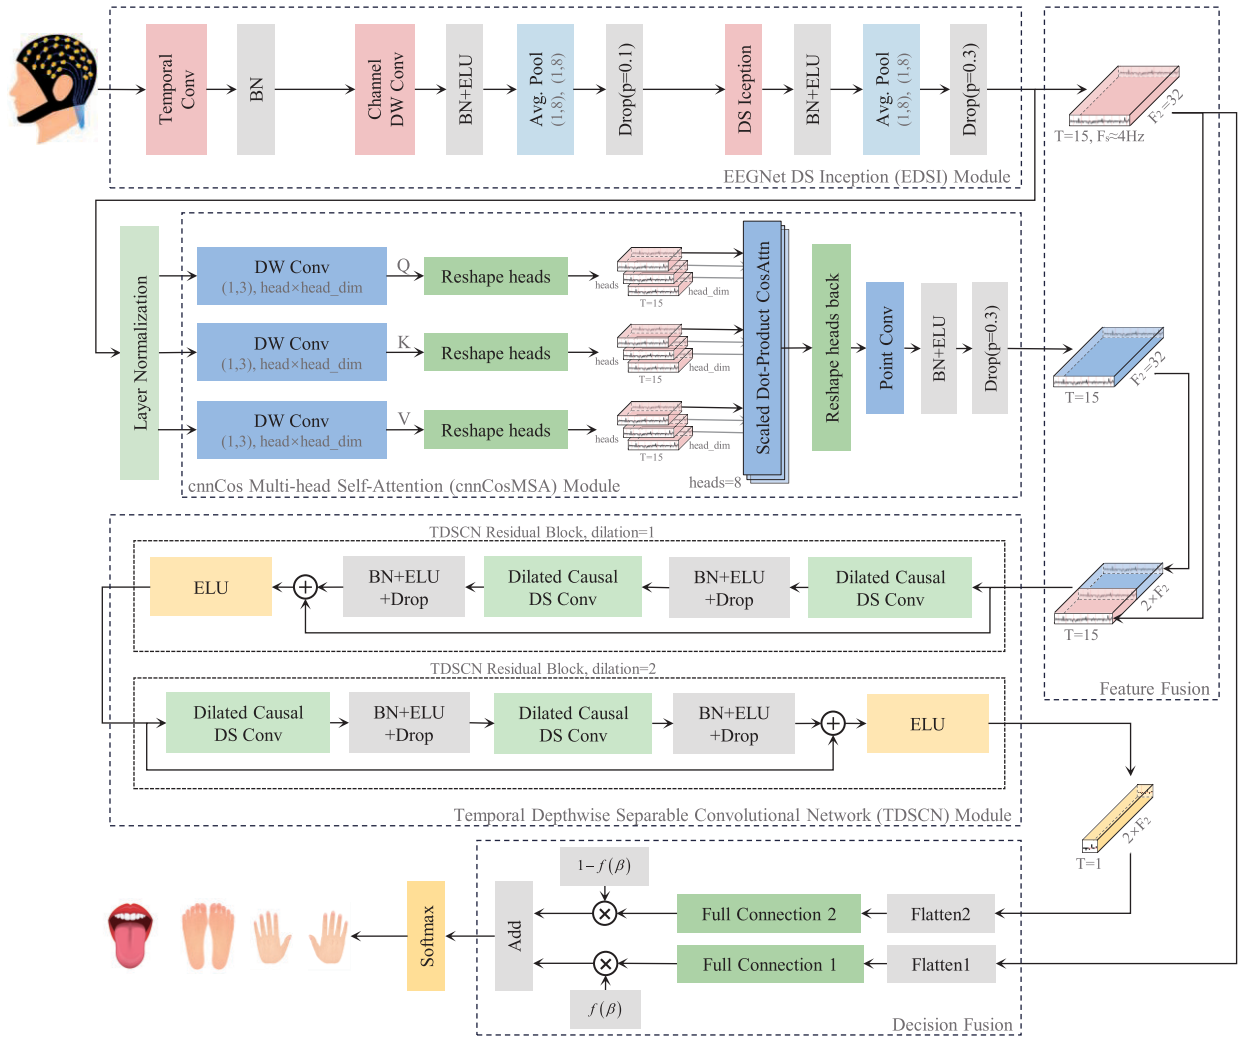 Temporal
Conv
BN
Channel
DW Conv
BN+ELU
Avg. Pool
(1,8), (1,8)
Drop(p=0.1)
DS Iception
BN+ELU
Avg. Pool
(1,8), (1,8)
Drop(p=0.3)
EEGNet DS Inception (EDSI) Module
F₂=32
T=15, Fₛ≈4Hz
Layer Normalization
DW Conv
(1,3), head×head_dim
Q
Reshape heads
heads
head_dim
T=15
DW Conv
(1,3), head×head_dim
K
Reshape heads
heads
head_dim
T=15
DW Conv
(1,3), head×head_dim
V
Reshape heads
heads
head_dim
T=15
Scaled Dot-Product CosAttn
heads=8
Reshape heads back
Point Conv
BN+ELU
Drop(p=0.3)
cnnCos Multi-head Self-Attention (cnnCosMSA) Module
F₂=32
T=15
TDSCN Residual Block, dilation=1
ELU
BN+ELU
+Drop
Dilated Causal
DS Conv
BN+ELU
+Drop
Dilated Causal
DS Conv
2×F₂
T=15
Feature Fusion
TDSCN Residual Block, dilation=2
Dilated Causal
DS Conv
BN+ELU
+Drop
Dilated Causal
DS Conv
BN+ELU
+Drop
ELU
Temporal Depthwise Separable Convolutional Network (TDSCN) Module
2×F₂
T=1
1−f(β)
Full Connection 2
Flatten2
Add
Softmax
Full Connection 1
Flatten1
f(β)
Decision Fusion